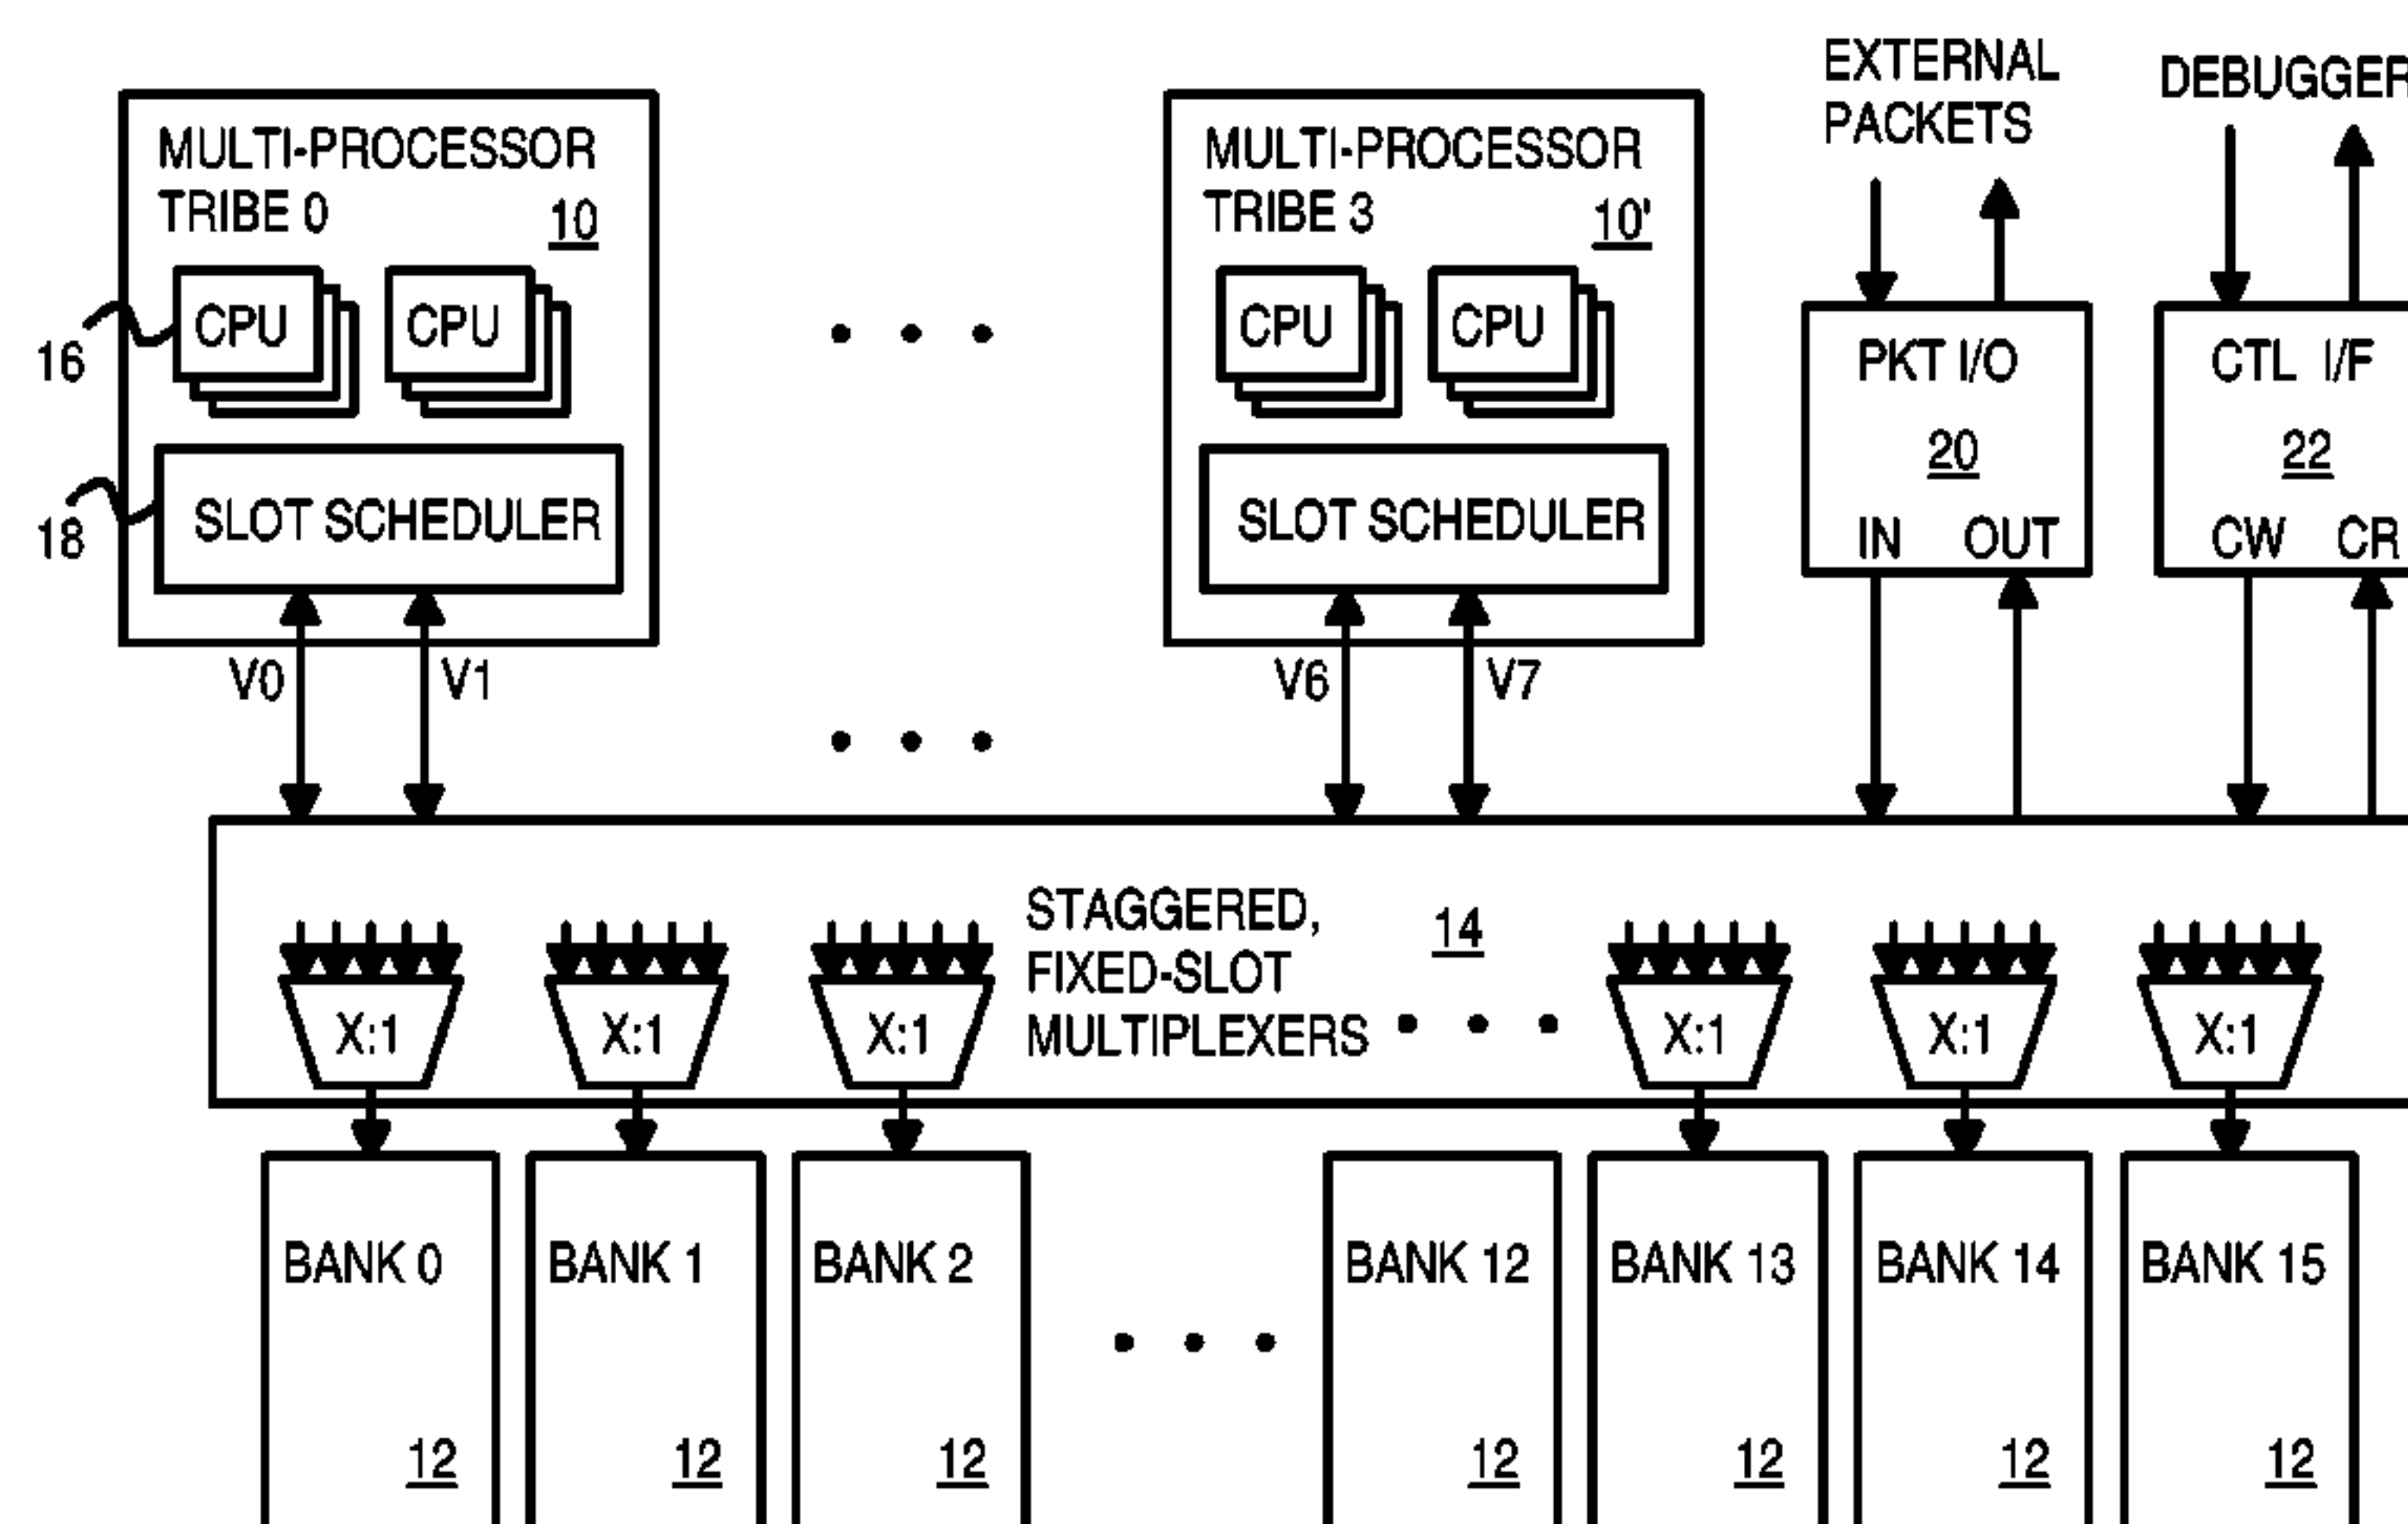 EXTERNAL
PACKETS
DEBUGGER
MULTI-PROCESSOR
TRIBE 0
10
CPU
CPU
16
SLOT SCHEDULER
18
MULTI-PROCESSOR
TRIBE 3
10'
CPU
CPU
SLOT SCHEDULER
PKT I/O
20
IN OUT
CTL I/F
22
CW CR
V0
V1
V6
V7
STAGGERED,
FIXED-SLOT
MULTIPLEXERS
14
X:1
X:1
X:1
X:1
X:1
X:1
BANK 0
BANK 1
BANK 2
BANK 12
BANK 13
BANK 14
BANK 15
12
12
12
12
12
12
12